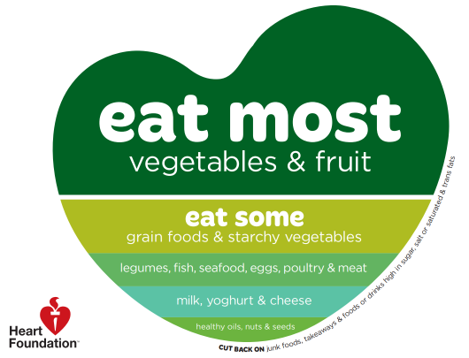 eat most
vegetables & fruit
eat some
grain foods & starchy vegetables
legumes, fish, seafood, eggs, poultry & meat
milk, yoghurt & cheese
healthy oils, nuts & seeds
CUT BACK ON junk foods, takeaways & foods or drinks high in sugar, salt or saturated & trans fats
Heart
Foundation™